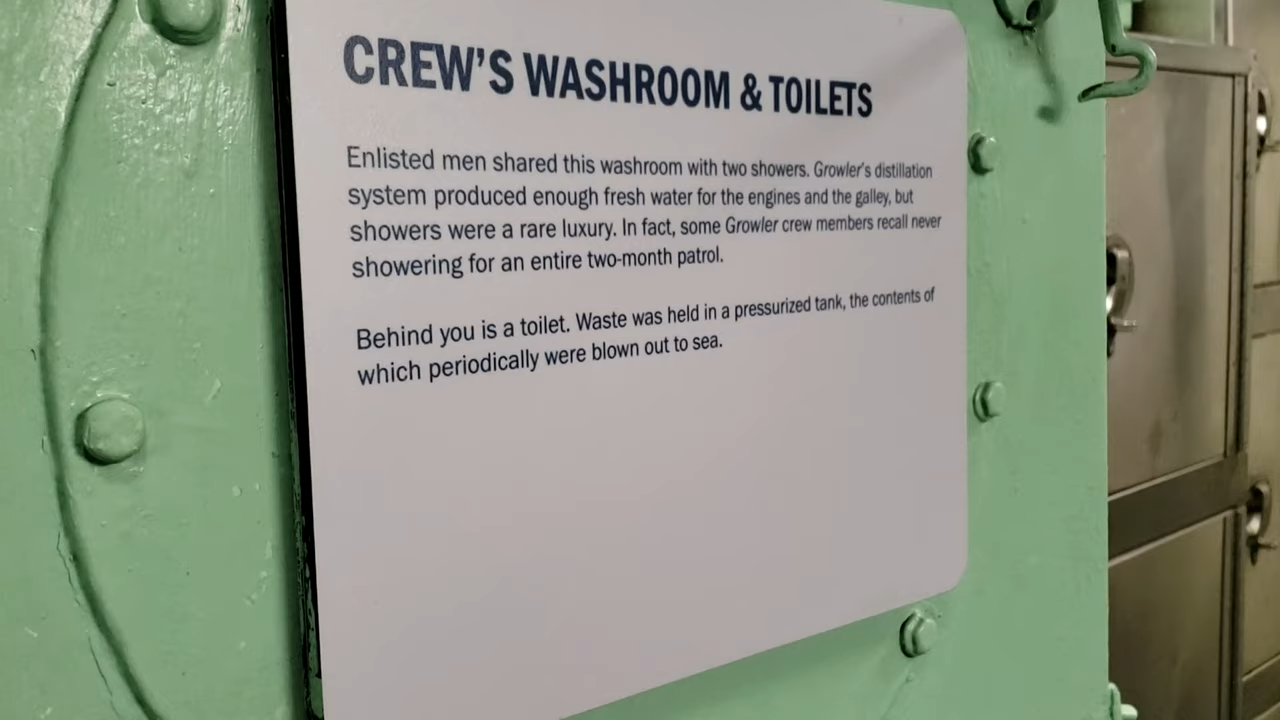 CREW'S WASHROOM & TOILETS
Enlisted men shared this washroom with two showers. Growler's distillation
system produced enough fresh water for the engines and the galley, but
showers were a rare luxury. In fact, some Growler crew members recall never
showering for an entire two-month patrol.
Behind you is a toilet. Waste was held in a pressurized tank, the contents of
which periodically were blown out to sea.